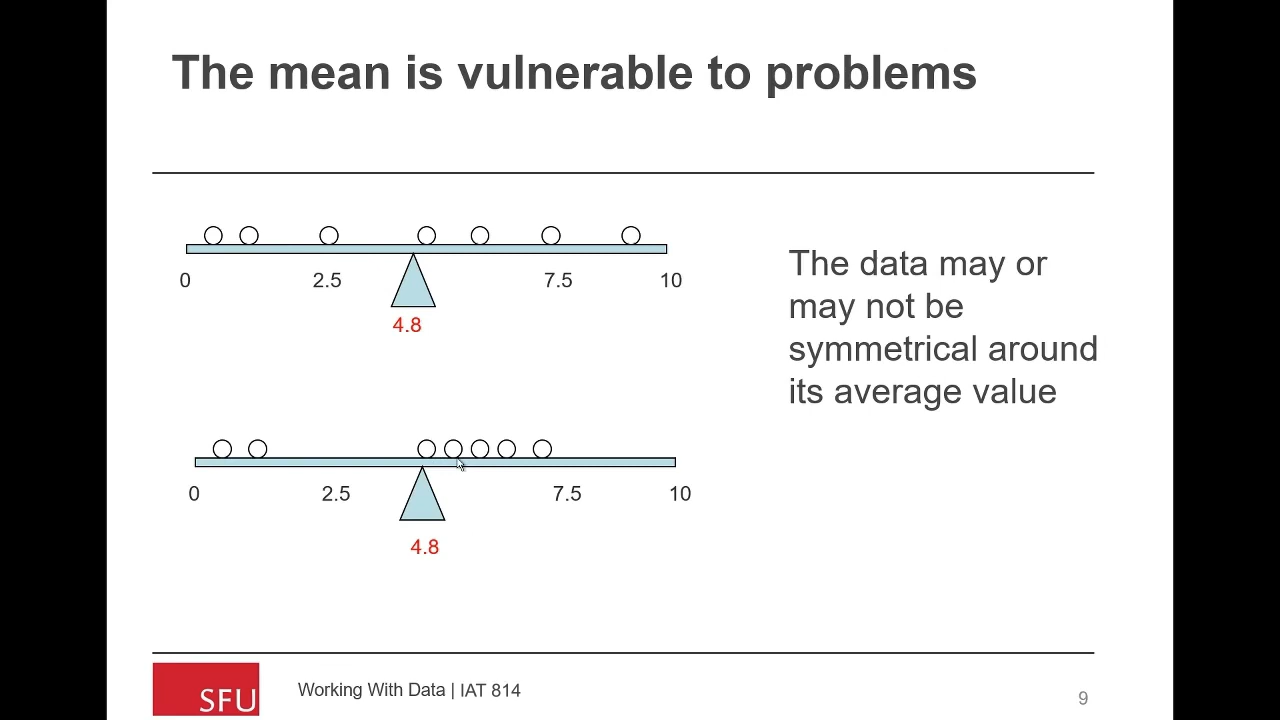 The mean is vulnerable to problems
0 2.5 7.5 10
4.8
The data may or
may not be
symmetrical around
its average value
0 2.5 7.5 10
4.8
SFU
Working With Data | IAT 814
9